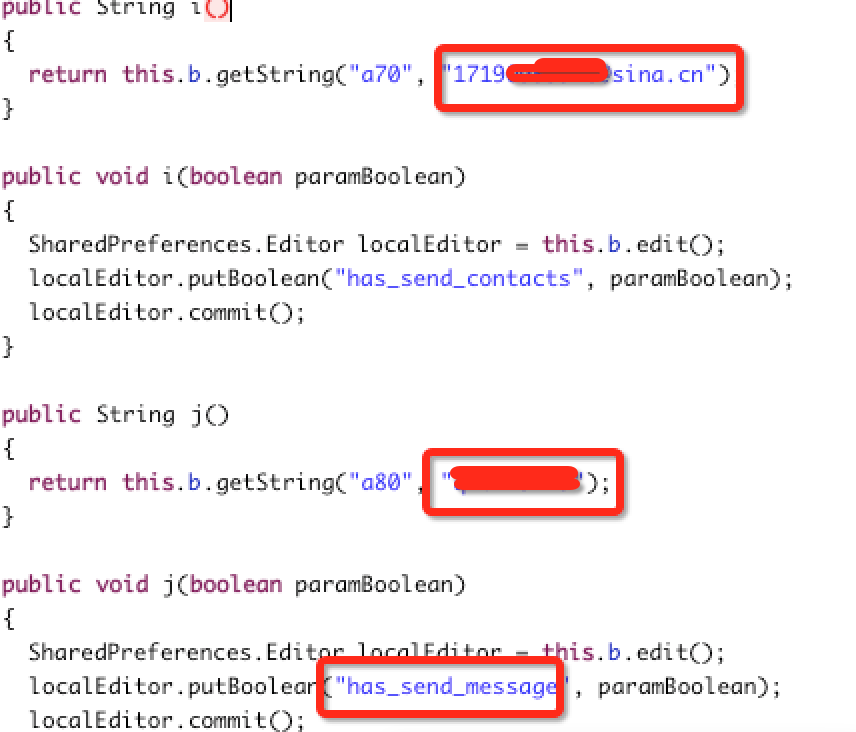 public String i()
{
return this.b.getString("a70", "1719 sina.cn")
}
public void i(boolean paramBoolean)
{
SharedPreferences.Editor localEditor = this.b.edit();
localEditor.putBoolean("has_send_contacts", paramBoolean);
localEditor.commit();
}
public String j()
{
return this.b.getString("a80", "");
}
public void j(boolean paramBoolean)
{
SharedPreferences.Editor localEditor = this.b.edit();
localEditor.putBoolean("has_send_message", paramBoolean);
localEditor.commit();